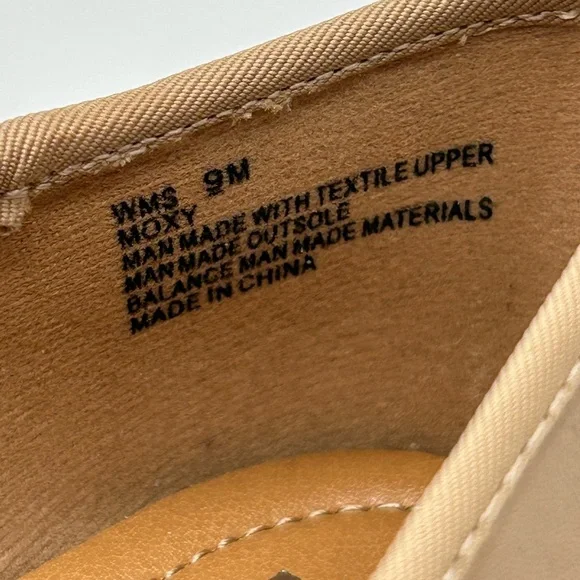 WMS 9M
MOXY
MAN MADE WITH TEXTILE UPPER
MAN MADE OUTSOLE
BALANCE MAN MADE MATERIALS
MADE IN CHINA